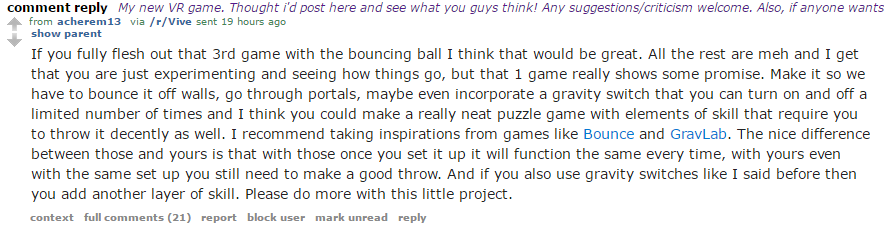 comment reply My new VR game. Thought i'd post here and see what you guys think! Any suggestions/criticism welcome. Also, if anyone wants
from acherem13 via /r/Vive sent 19 hours ago
show parent
If you fully flesh out that 3rd game with the bouncing ball I think that would be great. All the rest are meh and I get
that you are just experimenting and seeing how things go, but that 1 game really shows some promise. Make it so we
have to bounce it off walls, go through portals, maybe even incorporate a gravity switch that you can turn on and off a
limited number of times and I think you could make a really neat puzzle game with elements of skill that require you
to throw it decently as well. I recommend taking inspirations from games like Bounce and GravLab. The nice difference
between those and yours is that with those once you set it up it will function the same every time, with yours even
with the same set up you still need to make a good throw. And if you also use gravity switches like I said before then
you add another layer of skill. Please do more with this little project.
context full comments (21) report block user mark unread reply